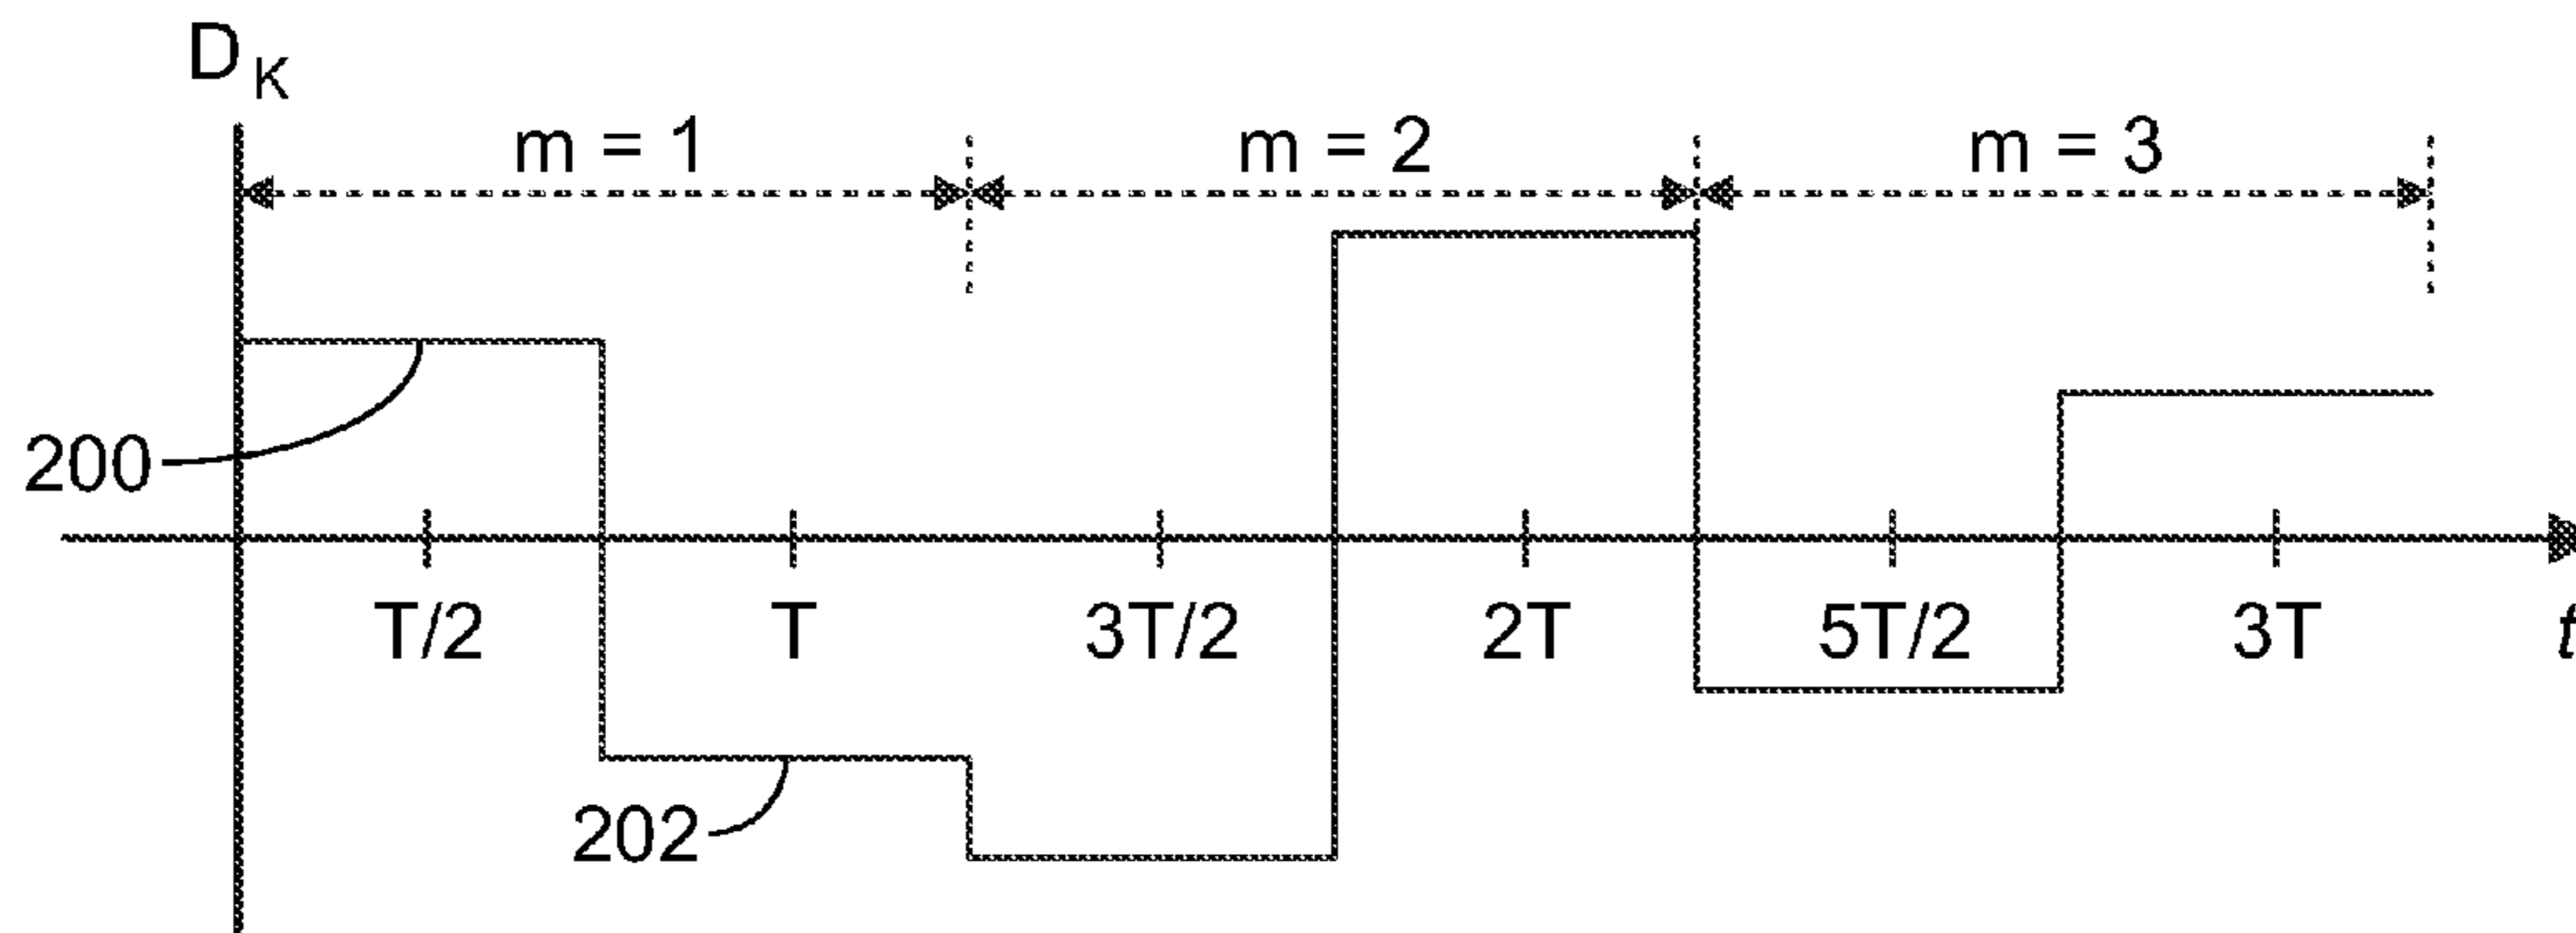 D K
m = 1 m = 2 m = 3
200
T/2 T 3T/2 2T 5T/2 3T t
202